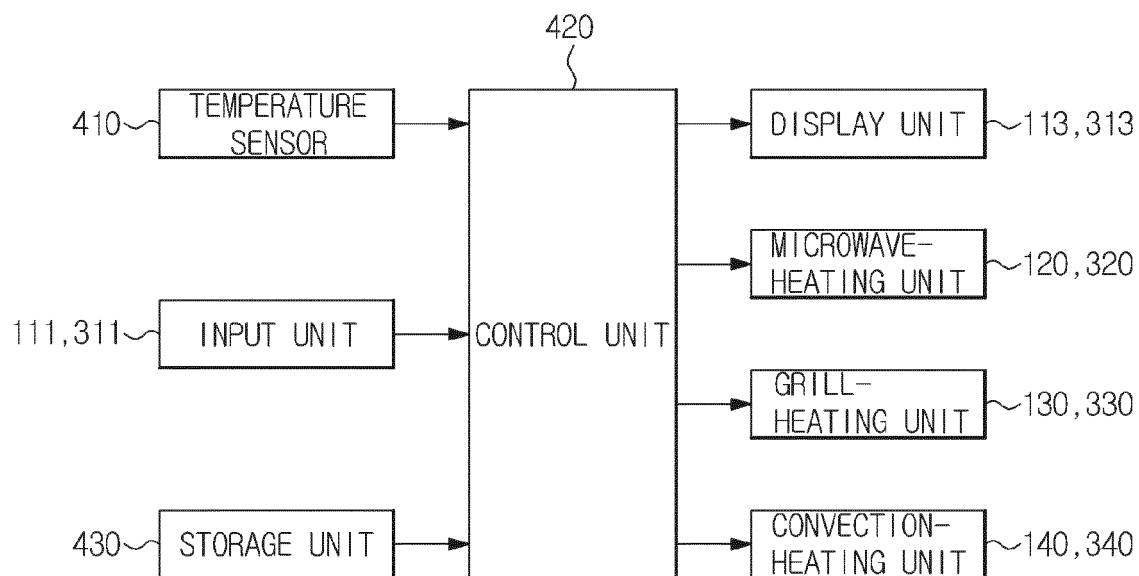 420
410
TEMPERATURE
SENSOR
DISPLAY UNIT
113,313
MICROWAVE-
HEATING UNIT
120,320
111,311
INPUT UNIT
CONTROL UNIT
GRILL-
HEATING UNIT
130,330
430
STORAGE UNIT
CONVECTION-
HEATING UNIT
140,340